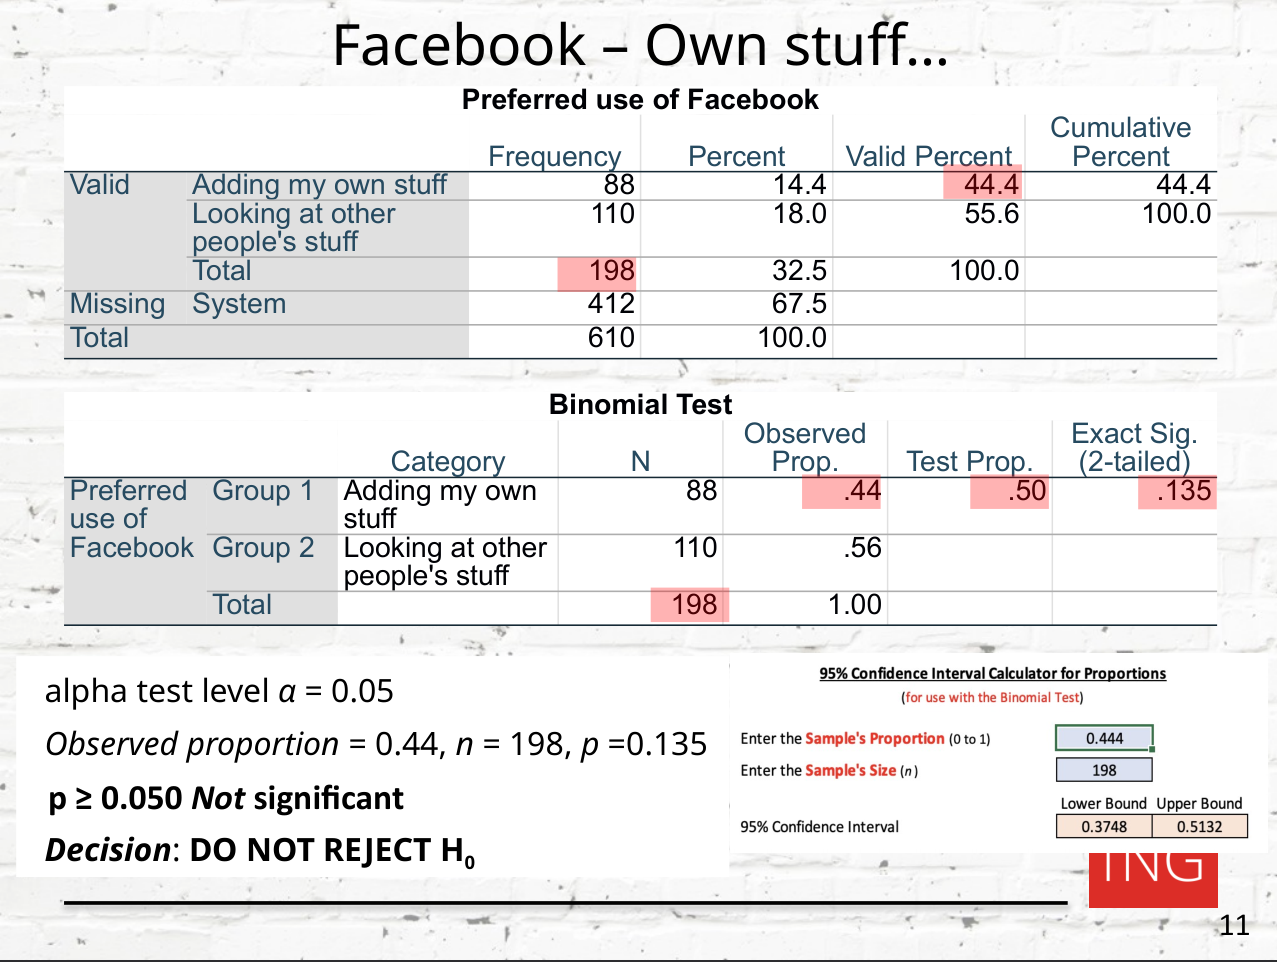 Facebook – Own stuff...
Preferred use of Facebook
Cumulative
Frequency Percent Valid Percent Percent
Valid Adding my own stuff 88 14.4 44.4 44.4
Looking at other 110 18.0 55.6 100.0
people's stuff
Total 198 32.5 100.0
Missing System 412 67.5
Total 610 100.0
Binomial Test
Observed Exact Sig.
Category N Prop. Test Prop. (2-tailed)
Preferred Group 1 Adding my own 88 .44 .50 .135
use of stuff
Facebook Group 2 Looking at other 110 .56
people's stuff
Total 198 1.00
alpha test level α = 0.05
Observed proportion = 0.44, n = 198, p =0.135
p ≥ 0.050 Not significant
Decision: DO NOT REJECT H₀
95% Confidence Interval Calculator for Proportions
(for use with the Binomial Test)
Enter the Sample's Proportion (0 to 1) 0.444
Enter the Sample's Size (n) 198
Lower Bound Upper Bound
95% Confidence Interval 0.3748 0.5132
11